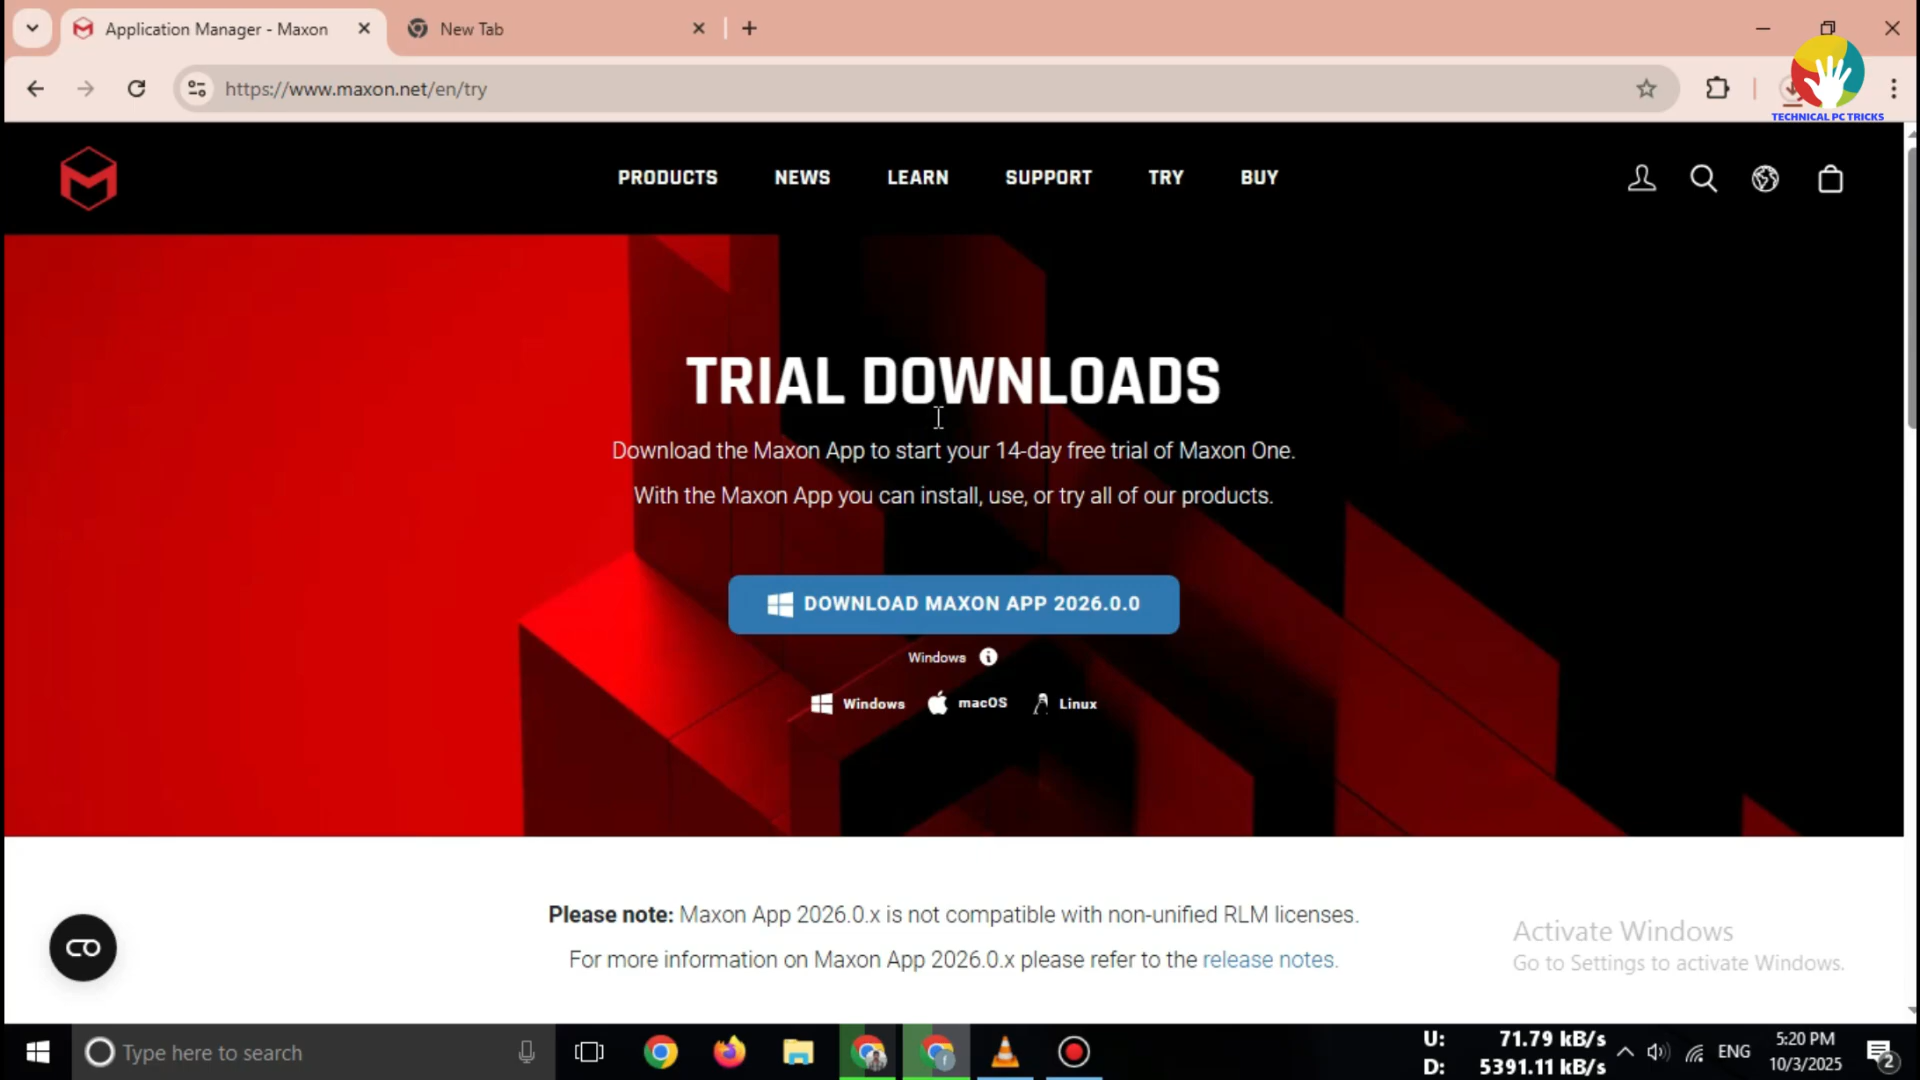 Application Manager - Maxon
New Tab
https://www.maxon.net/en/try
TECHNICAL PC TRICKS
PRODUCTS
NEWS
LEARN
SUPPORT
TRY
BUY
TRIAL DOWNLOADS
Download the Maxon App to start your 14-day free trial of Maxon One.
With the Maxon App you can install, use, or try all of our products.
DOWNLOAD MAXON APP 2026.0.0
Windows
Windows
macOS
Linux
Please note: Maxon App 2026.0.x is not compatible with non-unified RLM licenses.
For more information on Maxon App 2026.0.x please refer to the release notes.
Activate Windows
Go to Settings to activate Windows.
Type here to search
U: 71.79 kB/s
D: 5391.11 kB/s
ENG
5:20 PM
10/3/2025
2